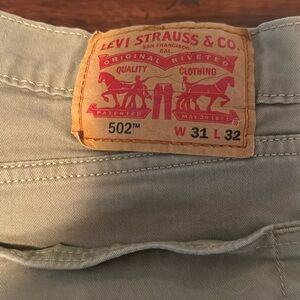 LEVI STRAUSS & CO.
SAN FRANCISCO
CAL.
ORIGINAL RIVETED
QUALITY CLOTHING
PATENTED MAY 20 1873
502™ W 31 L 32